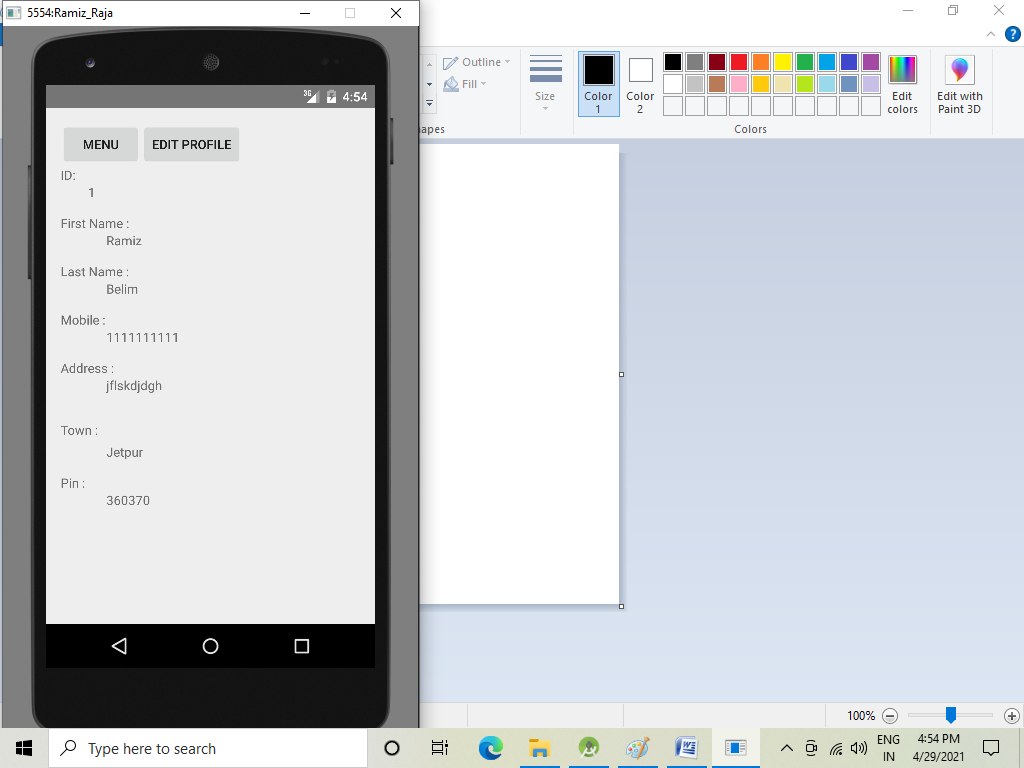 5554:Ramiz_Raja
3G 4:54
MENU EDIT PROFILE
ID:
1
First Name :
Ramiz
Last Name :
Belim
Mobile :
1111111111
Address :
jflskdjdgh
Town :
Jetpur
Pin :
360370
Outline
Fill
apes
Size
Color
1
Color
2
Edit
colors
Edit with
Paint 3D
Colors
100%
Type here to search
ENG
IN
4:54 PM
4/29/2021